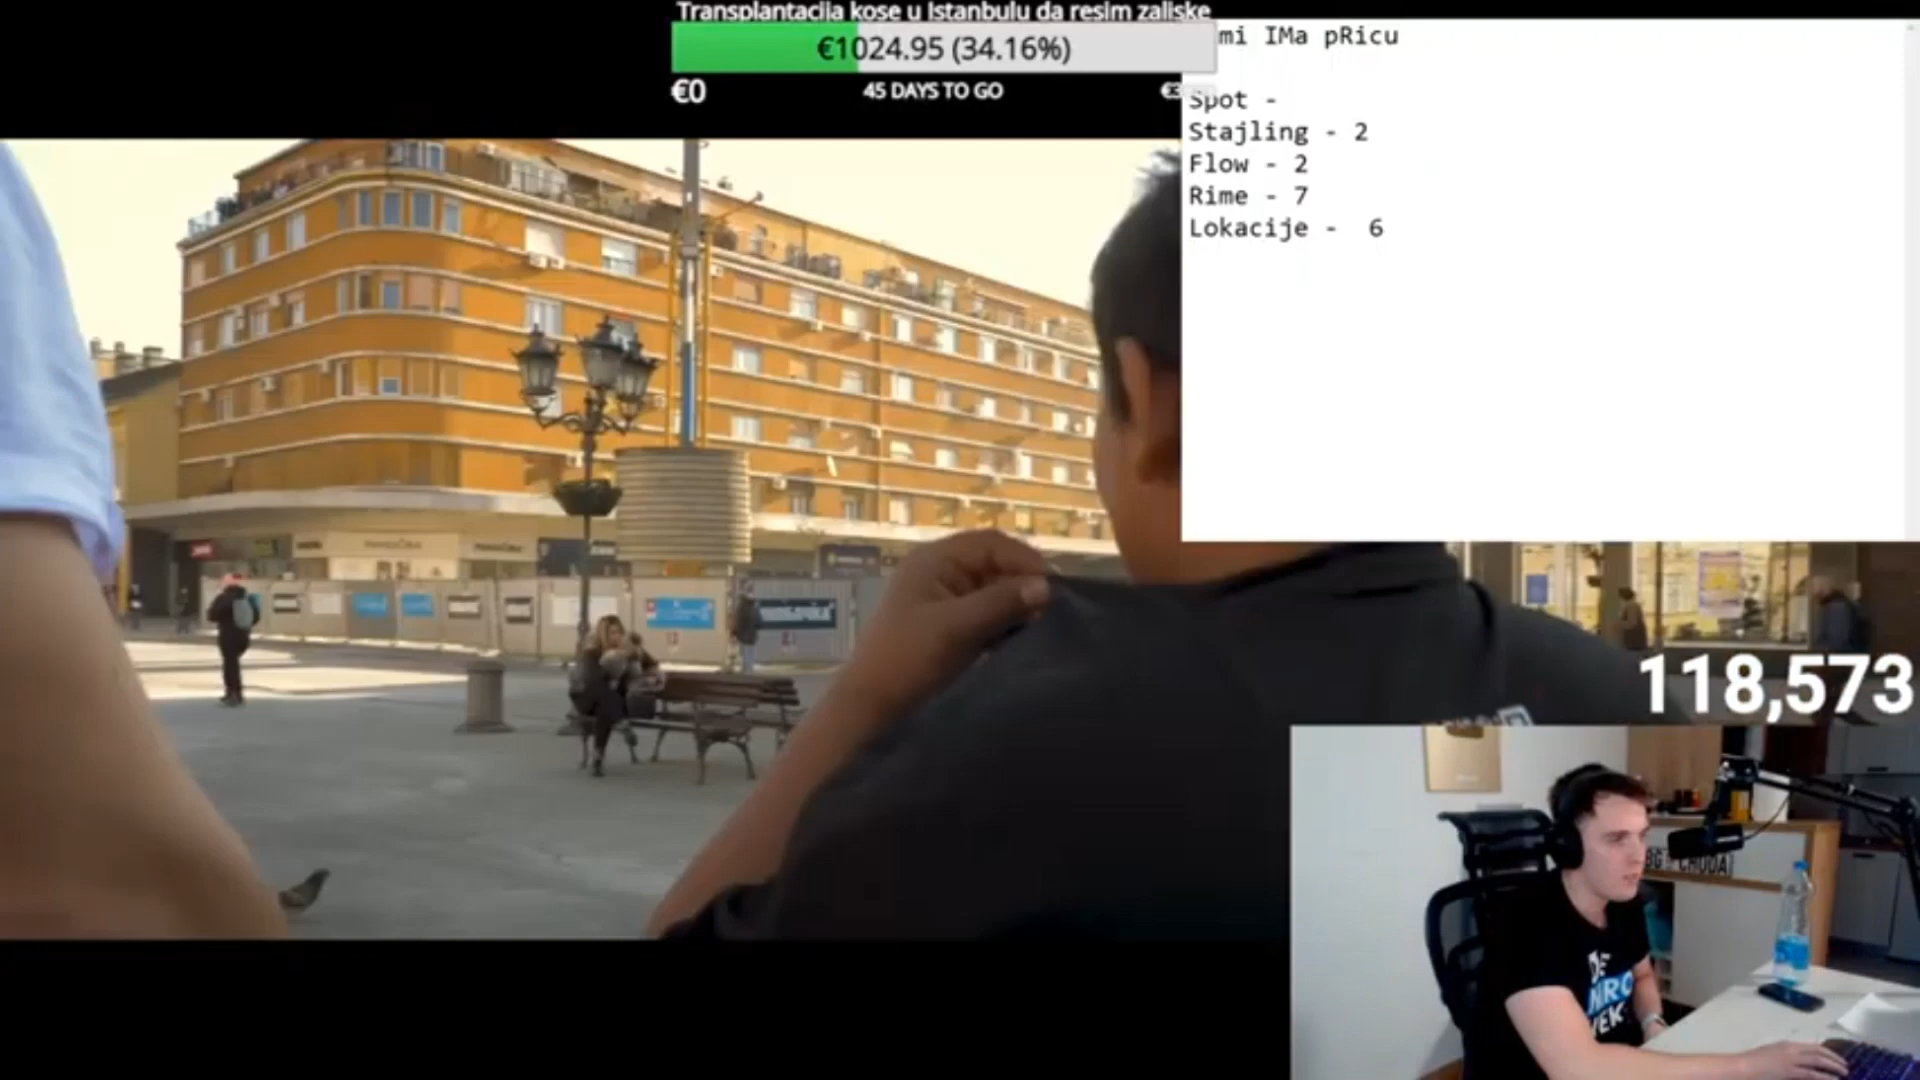 Transplantacija kose u Istanbulu da resim zaliske
€1024.95 (34.16%)
€0
45 DAYS TO GO
mi IMa pRicu
Spot -
Stajling - 2
Flow - 2
Rime - 7
Lokacije -  6
118,573